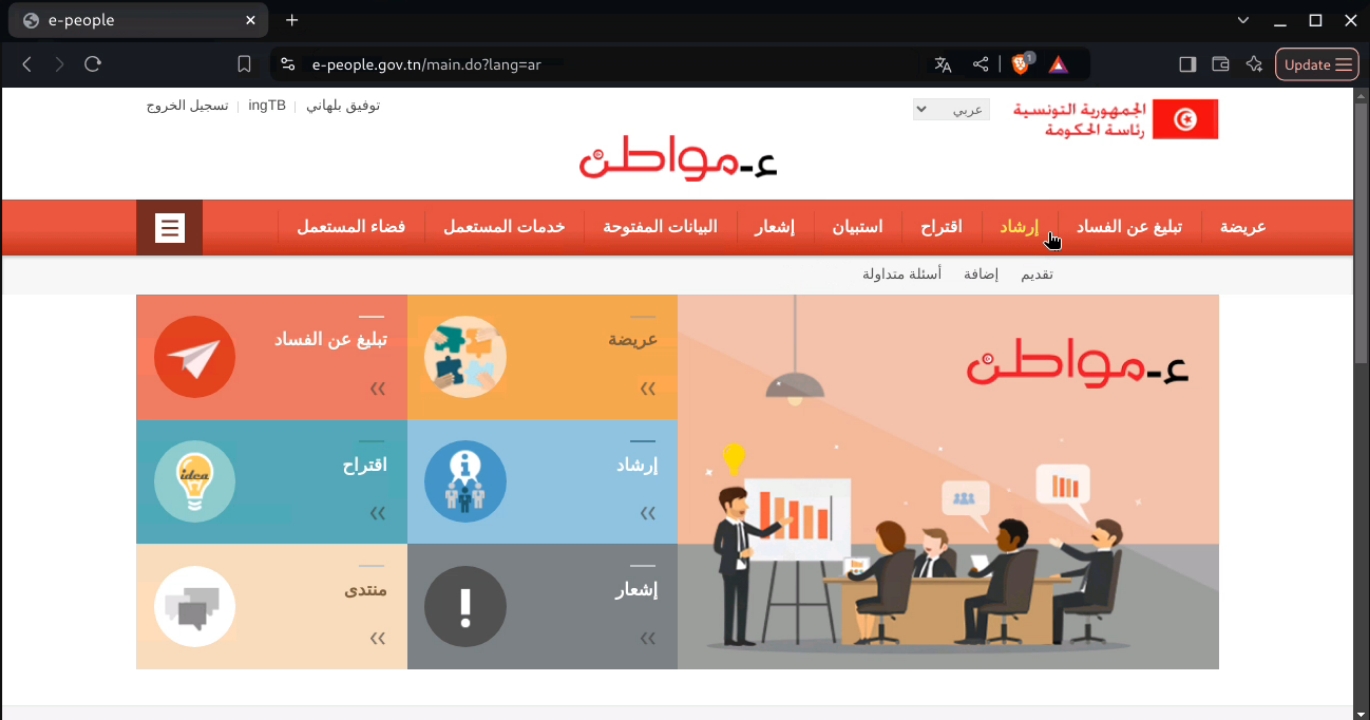 e-people
e-people.gov.tn/main.do?lang=ar
1
Update
الجمهورية التونسية
رئاسة الحكومة
عربي
توفيق بلهاني | ingTB | تسجيل الخروج
ع-مواطن
عريضة
تبليغ عن الفساد
إرشاد
اقتراح
استبيان
إشعار
البيانات المفتوحة
خدمات المستعمل
فضاء المستعمل
تقديم
إضافة
أسئلة متداولة
ع-مواطن
عريضة
تبليغ عن الفساد
إرشاد
اقتراح
idea
إشعار
منتدى